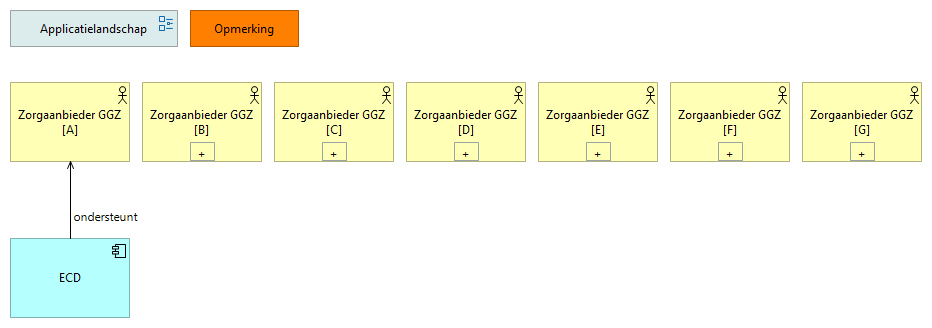 Applicatielandschap
Opmerking
Zorgaanbieder GGZ
[A]
Zorgaanbieder GGZ
[B]
+
Zorgaanbieder GGZ
[C]
+
Zorgaanbieder GGZ
[D]
+
Zorgaanbieder GGZ
[E]
+
Zorgaanbieder GGZ
[F]
+
Zorgaanbieder GGZ
[G]
+
ondersteunt
ECD